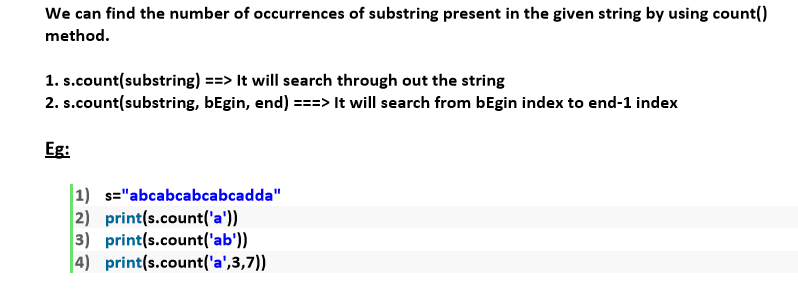 We can find the number of occurrences of substring present in the given string by using count()
method.
1. s.count(substring) ==> It will search through out the string
2. s.count(substring, bEgin, end) ===> It will search from bEgin index to end-1 index
Eg:
1) s="abcabcabcabcadda"
2) print(s.count('a'))
3) print(s.count('ab'))
4) print(s.count('a',3,7))